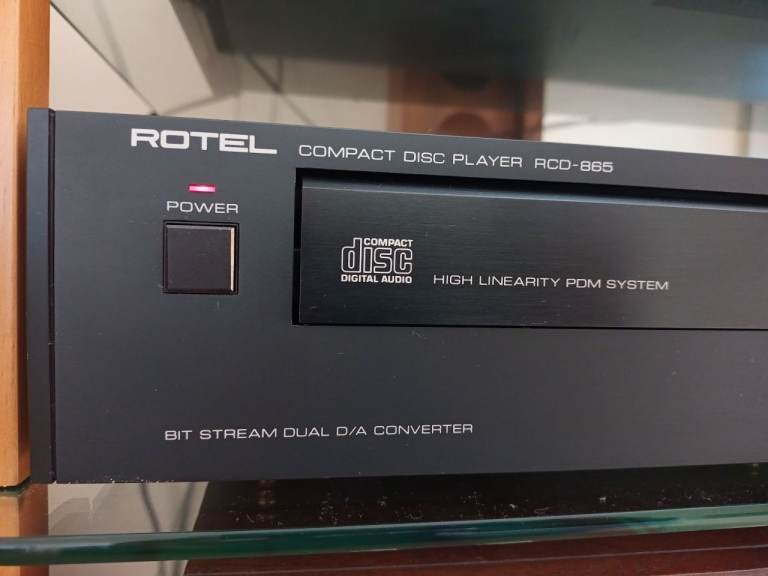 ROTEL COMPACT DISC PLAYER RCD-865
POWER
COMPACT
disc
DIGITAL AUDIO
HIGH LINEARITY PDM SYSTEM
BIT STREAM DUAL D/A CONVERTER